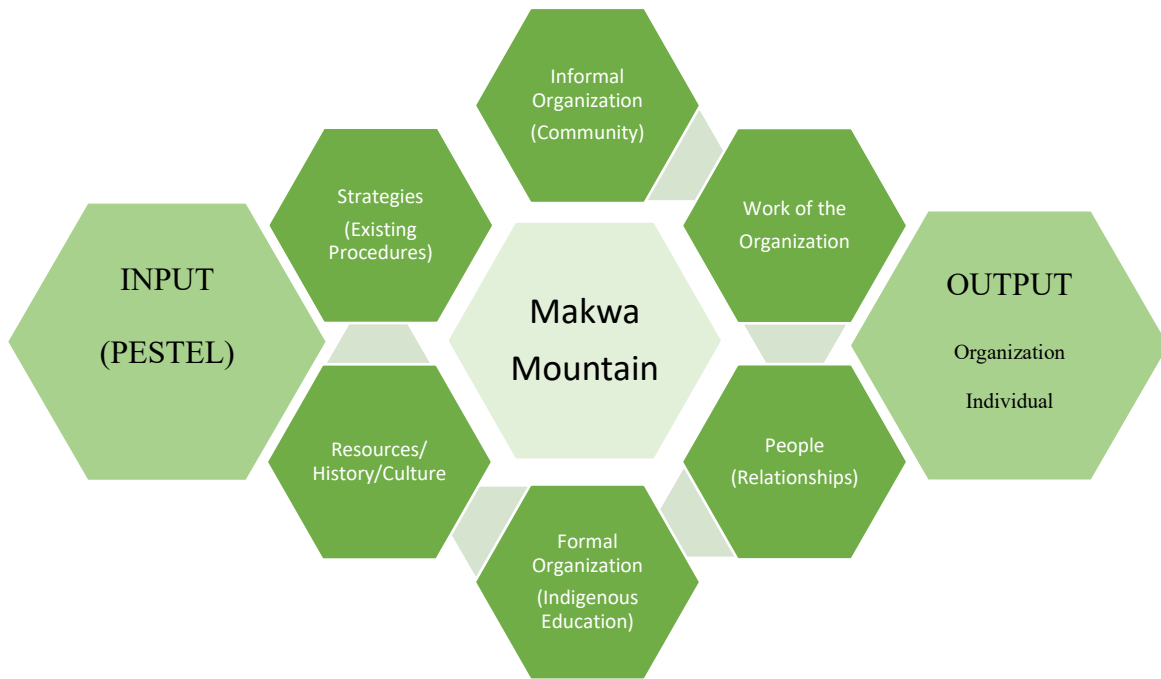 Informal
Organization
(Community)
Strategies
(Existing
Procedures)
Work of the
Organization
INPUT
(PESTEL)
Makwa
Mountain
OUTPUT
Organization
Individual
Resources/
History/Culture
People
(Relationships)
Formal
Organization
(Indigenous
Education)